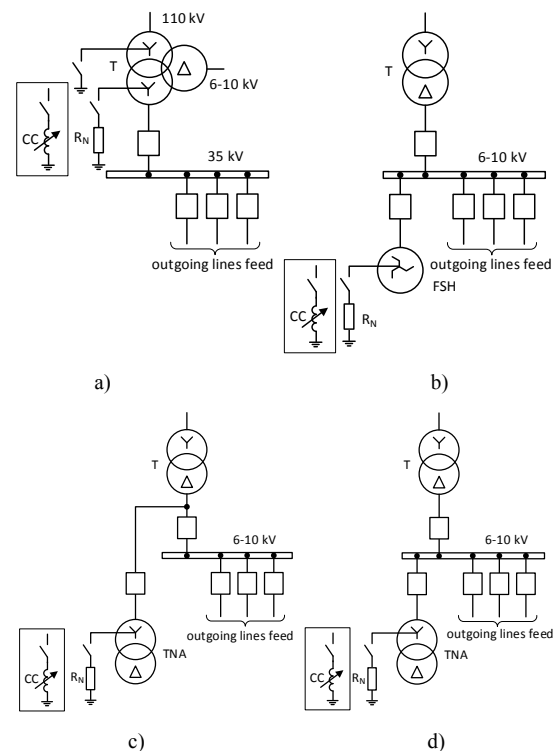 110 kV
T
6-10 kV
CC
R_N
35 kV
outgoing lines feed
a)
T
6-10 kV
outgoing lines feed
FSH
CC
R_N
b)
T
6-10 kV
outgoing lines feed
TNA
CC
R_N
c)
T
6-10 kV
outgoing lines feed
TNA
CC
R_N
d)